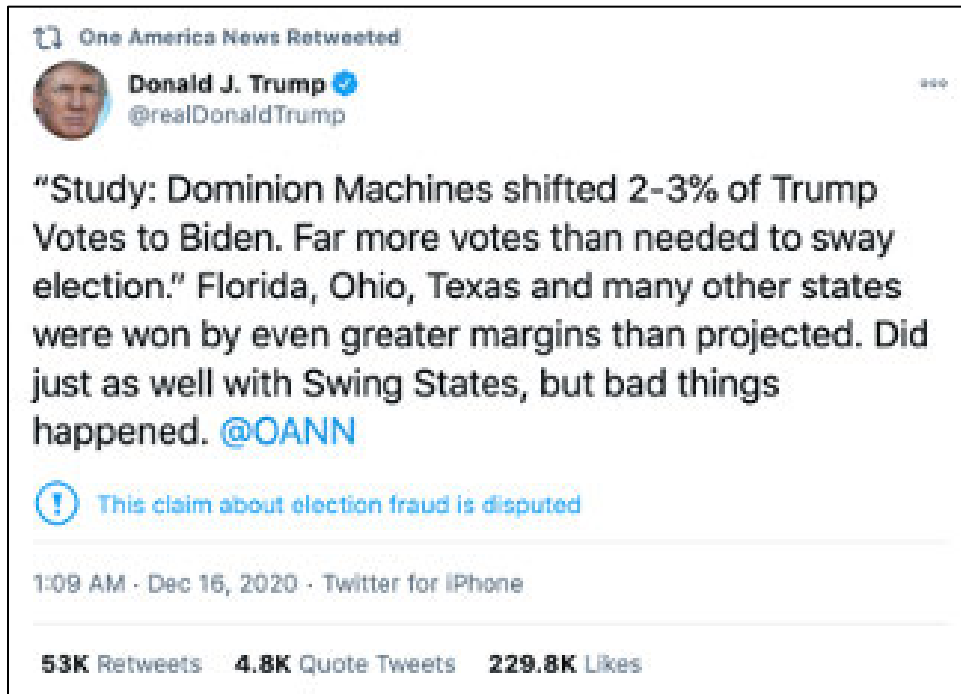 One America News Retweeted
Donald J. Trump
@realDonaldTrump
“Study: Dominion Machines shifted 2-3% of Trump
Votes to Biden. Far more votes than needed to sway
election.” Florida, Ohio, Texas and many other states
were won by even greater margins than projected. Did
just as well with Swing States, but bad things
happened. @OANN
This claim about election fraud is disputed
1:09 AM · Dec 16, 2020 · Twitter for iPhone
53K Retweets 4.8K Quote Tweets 229.8K Likes